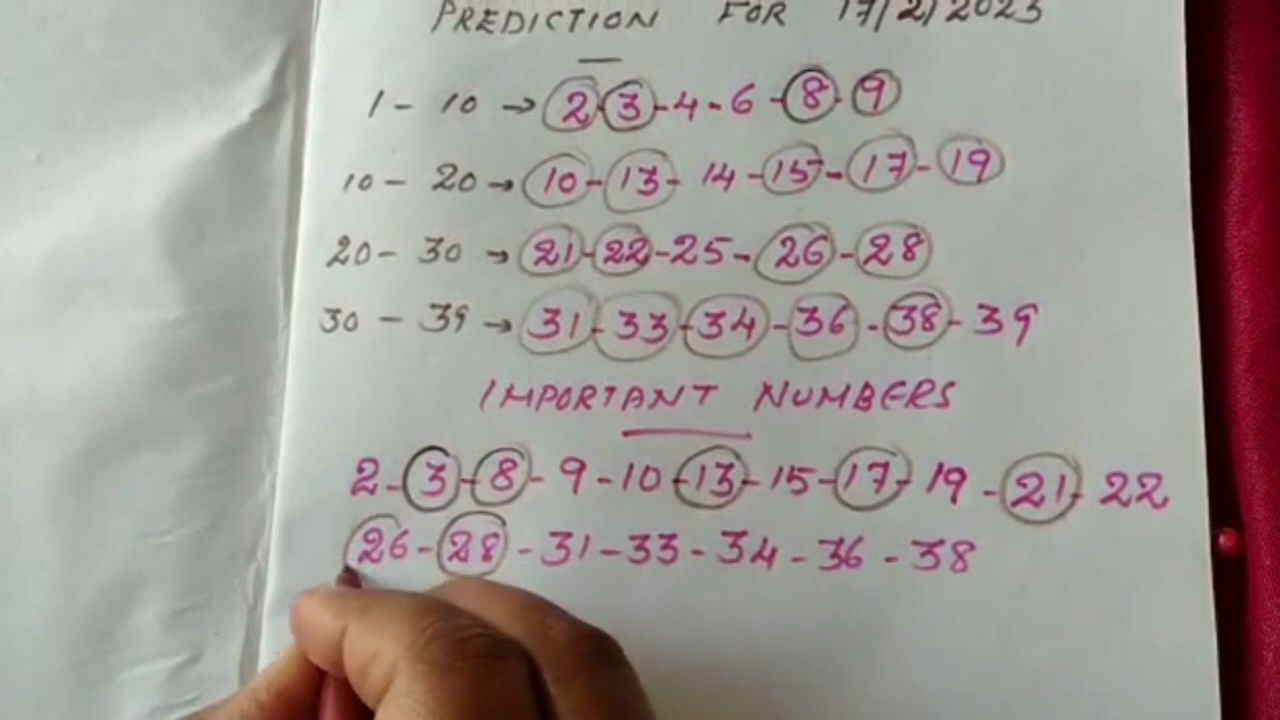 PREDICTION FOR 17/2/2023
1 - 10 → 2 - 3 - 4 - 6 - 8 - 9
10 - 20 → 10 - 13 - 14 - 15 - 17 - 19
20 - 30 → 21 - 22 - 25 - 26 - 28
30 - 39 → 31 - 33 - 34 - 36 - 38 - 39
IMPORTANT NUMBERS
2 - 3 - 8 - 9 - 10 - 13 - 15 - 17 - 19 - 21 - 22
26 - 28 - 31 - 33 - 34 - 36 - 38